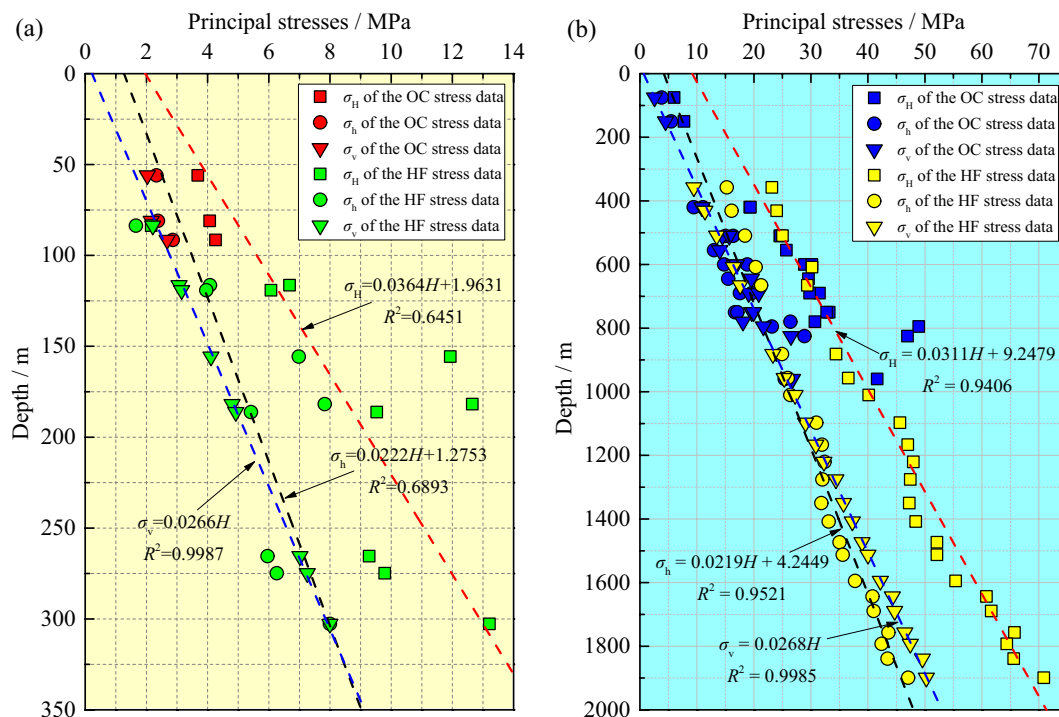 (a)
Principal stresses / MPa
0 2 4 6 8 10 12 14
Depth / m
0
50
100
150
200
250
300
350
σH of the OC stress data
σh of the OC stress data
σv of the OC stress data
σH of the HF stress data
σh of the HF stress data
σv of the HF stress data
σH = 0.0364H+1.9631
R²=0.6451
σh=0.0222H+1.2753
R²=0.6893
σv=0.0266H
R²=0.9987
(b)
Principal stresses / MPa
0 10 20 30 40 50 60 70
Depth / m
0
200
400
600
800
1000
1200
1400
1600
1800
2000
σH of the OC stress data
σh of the OC stress data
σv of the OC stress data
σH of the HF stress data
σh of the HF stress data
σv of the HF stress data
σH = 0.0311H + 9.2479
R² = 0.9406
σh = 0.0219H + 4.2449
R² = 0.9521
σv = 0.0268H
R² = 0.9985